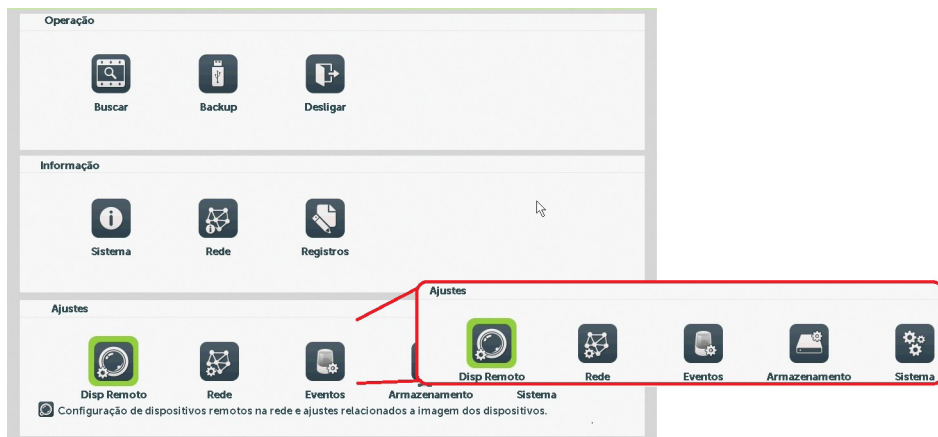 Operação
Buscar Backup Desligar
Informação
Sistema Rede Registros
Ajustes
Disp Remoto Rede Eventos Armazenamento Sistema
Configuração de dispositivos remotos na rede e ajustes relacionados a imagem dos dispositivos.
Ajustes
Disp Remoto Rede Eventos Armazenamento Sistema